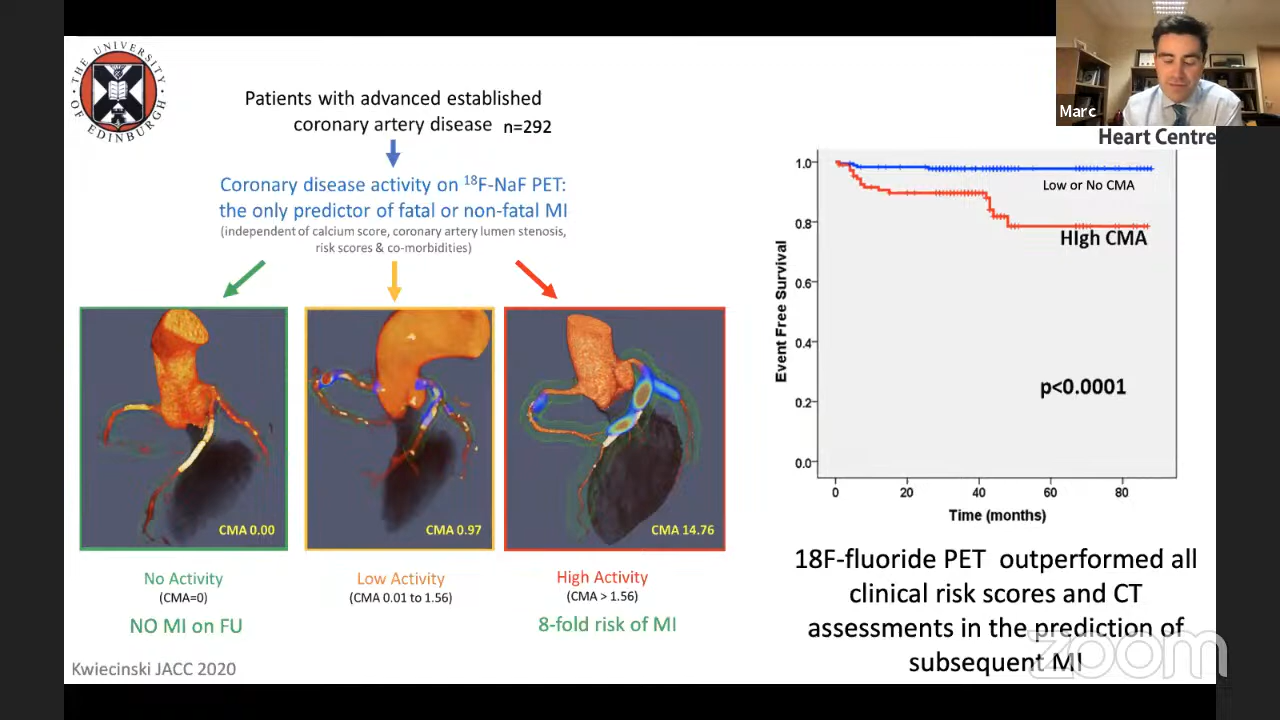 THE UNIVERSITY
OF EDINBURGH
Marc
Heart Centre
Patients with advanced established
coronary artery disease n=292
Coronary disease activity on 18F-NaF PET:
the only predictor of fatal or non-fatal MI
(independent of calcium score, coronary artery lumen stenosis,
risk scores & co-morbidities)
CMA 0.00
CMA 0.97
CMA 14.76
No Activity
(CMA=0)
NO MI on FU
Low Activity
(CMA 0.01 to 1.56)
High Activity
(CMA > 1.56)
8-fold risk of MI
Kwiecinski JACC 2020
Event Free Survival
1.0
0.8
0.6
0.4
0.2
0.0
Low or No CMA
HIgh CMA
p<0.0001
0 20 40 60 80
Time (months)
18F-fluoride PET outperformed all
clinical risk scores and CT
assessments in the prediction of
subsequent MI
zoom